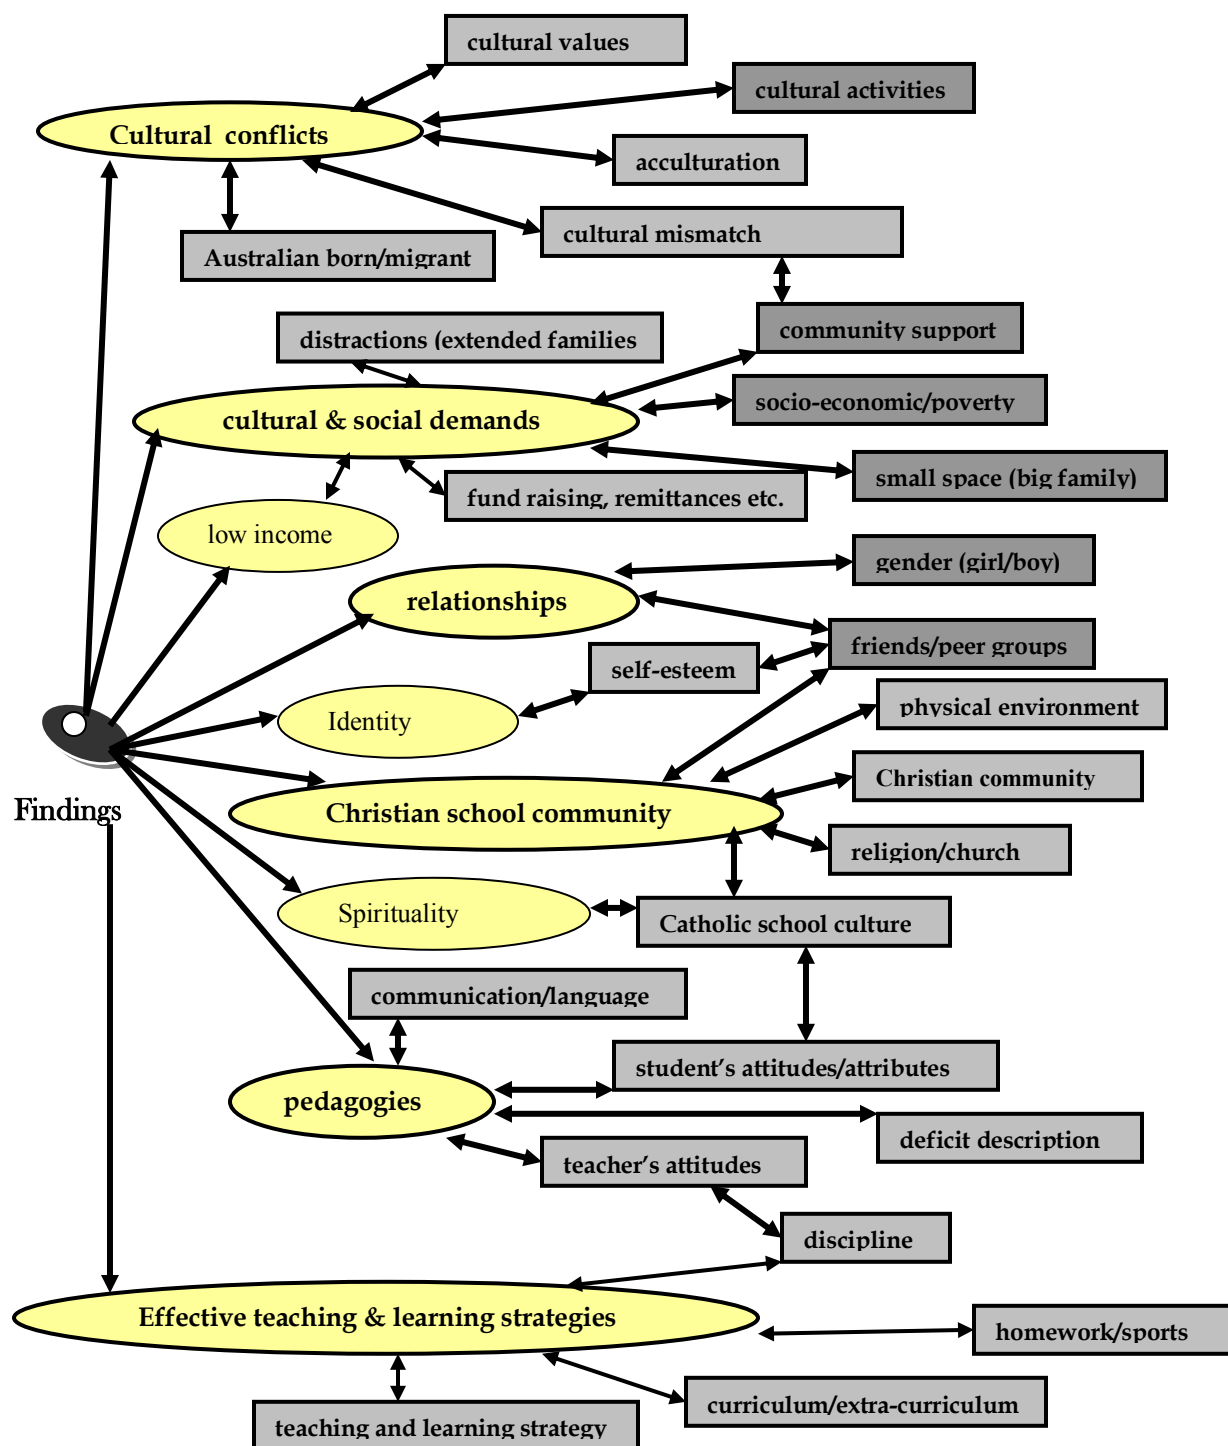 cultural values
cultural activities
Cultural conflicts
acculturation
cultural mismatch
Australian born/migrant
community support
distractions (extended families
socio-economic/poverty
cultural & social demands
small space (big family)
fund raising, remittances etc.
low income
gender (girl/boy)
relationships
friends/peer groups
self-esteem
physical environment
Identity
Christian community
Findings
Christian school community
religion/church
Spirituality
Catholic school culture
communication/language
student’s attitudes/attributes
pedagogies
deficit description
teacher’s attitudes
discipline
Effective teaching & learning strategies
homework/sports
curriculum/extra-curriculum
teaching and learning strategy